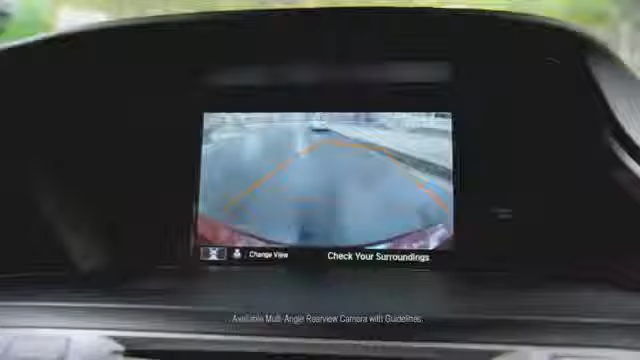 Change View
Check Your Surroundings
Available Multi-Angle Rearview Camera with Guidelines.